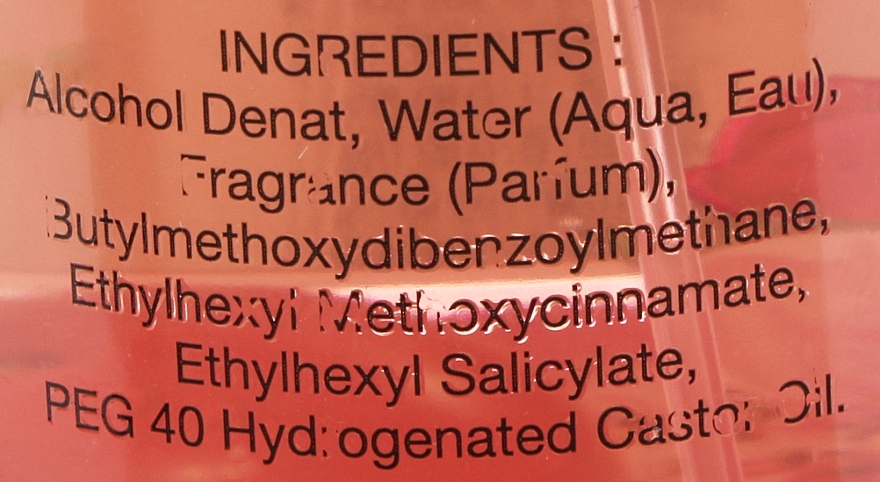 INGREDIENTS :
Alcohol Denat, Water (Aqua, Eau),
Fragrance (Parfum),
Butylmethoxydibenzoylmethane,
Ethylhexyl Methoxycinnamate,
Ethylhexyl Salicylate,
PEG 40 Hydrogenated Castor Oil.